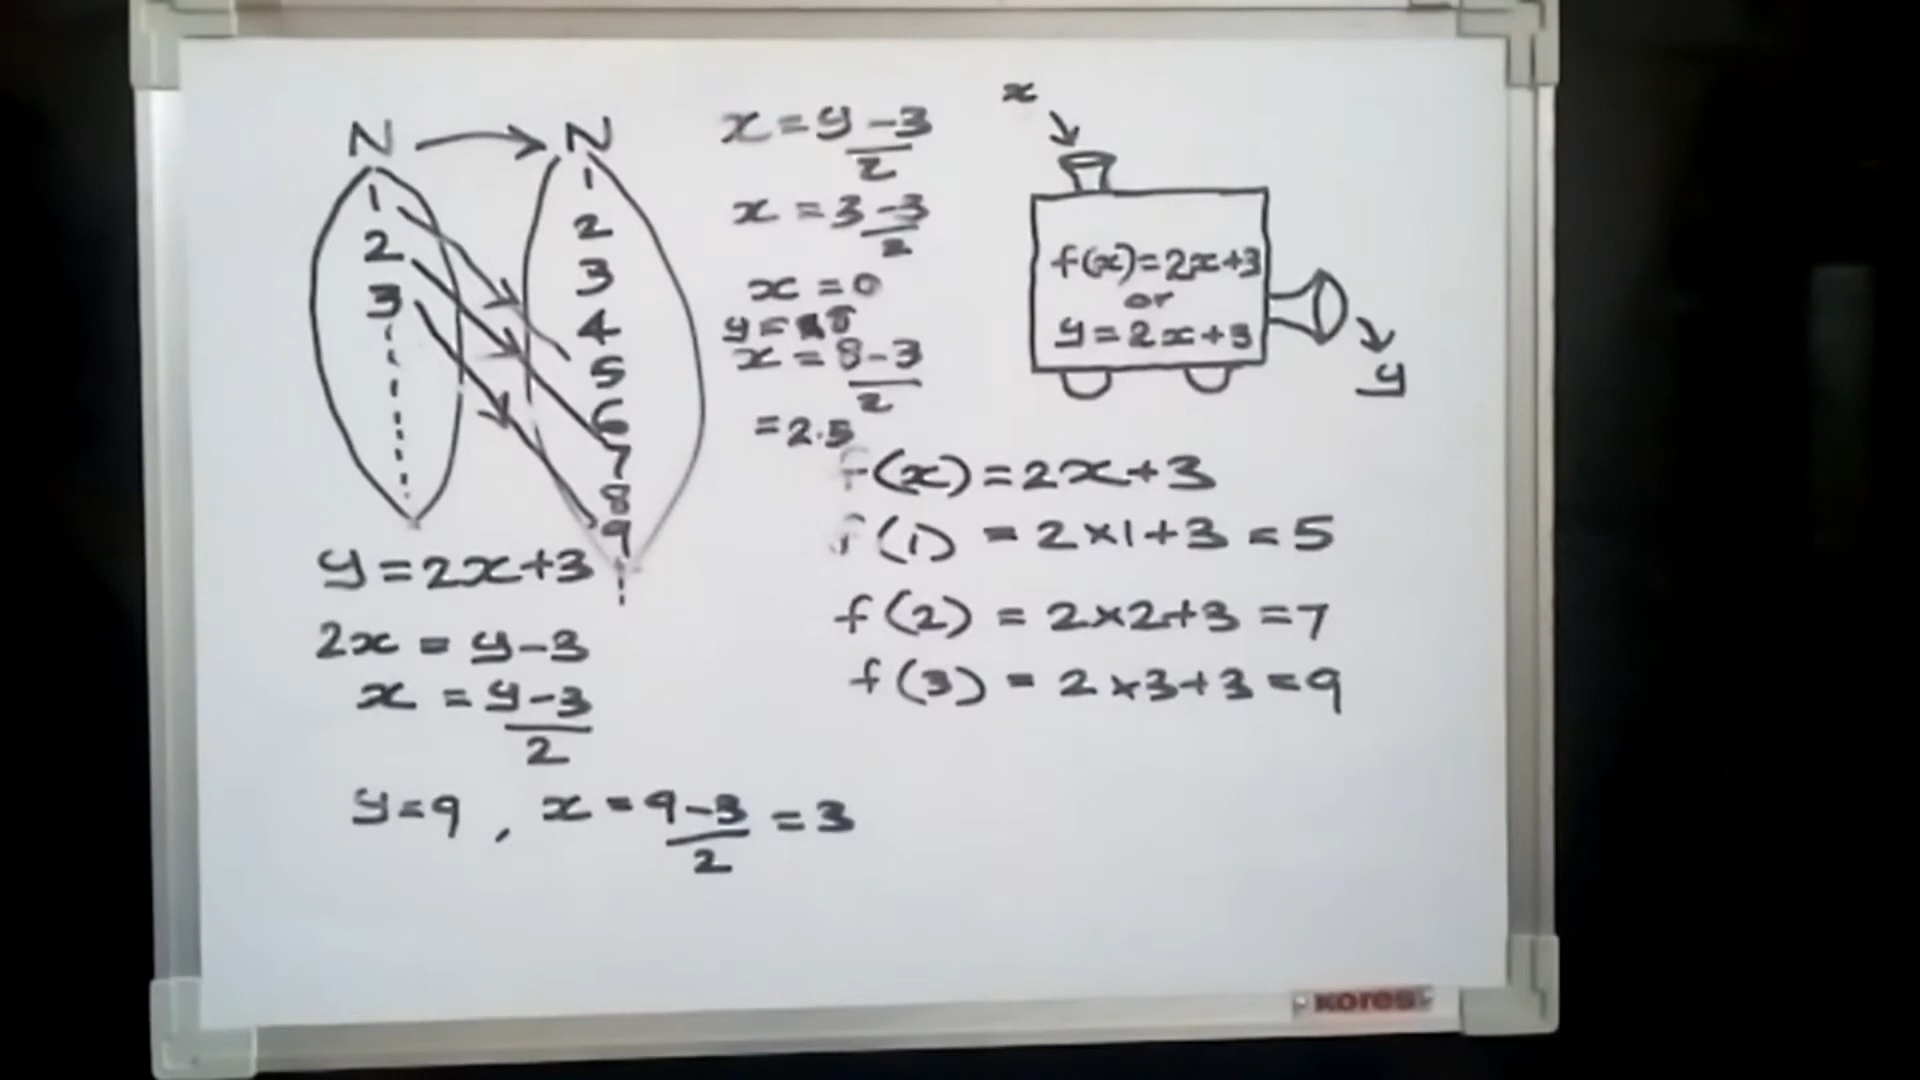 N → N
1
2
3
1
2
3
4
5
6
7
8
9
y = 2x+3
2x = y-3
x = y-3/2
y=9, x = 9-3/2 = 3
x = y-3/2
x = 3-3/2
x = 0
x = 8-3/2
= 2.5
x
f(x)=2x+3
or
y=2x+3
y
f(x) = 2x+3
f(1) = 2×1+3 = 5
f(2) = 2×2+3 = 7
f(3) = 2×3+3 = 9
Kores